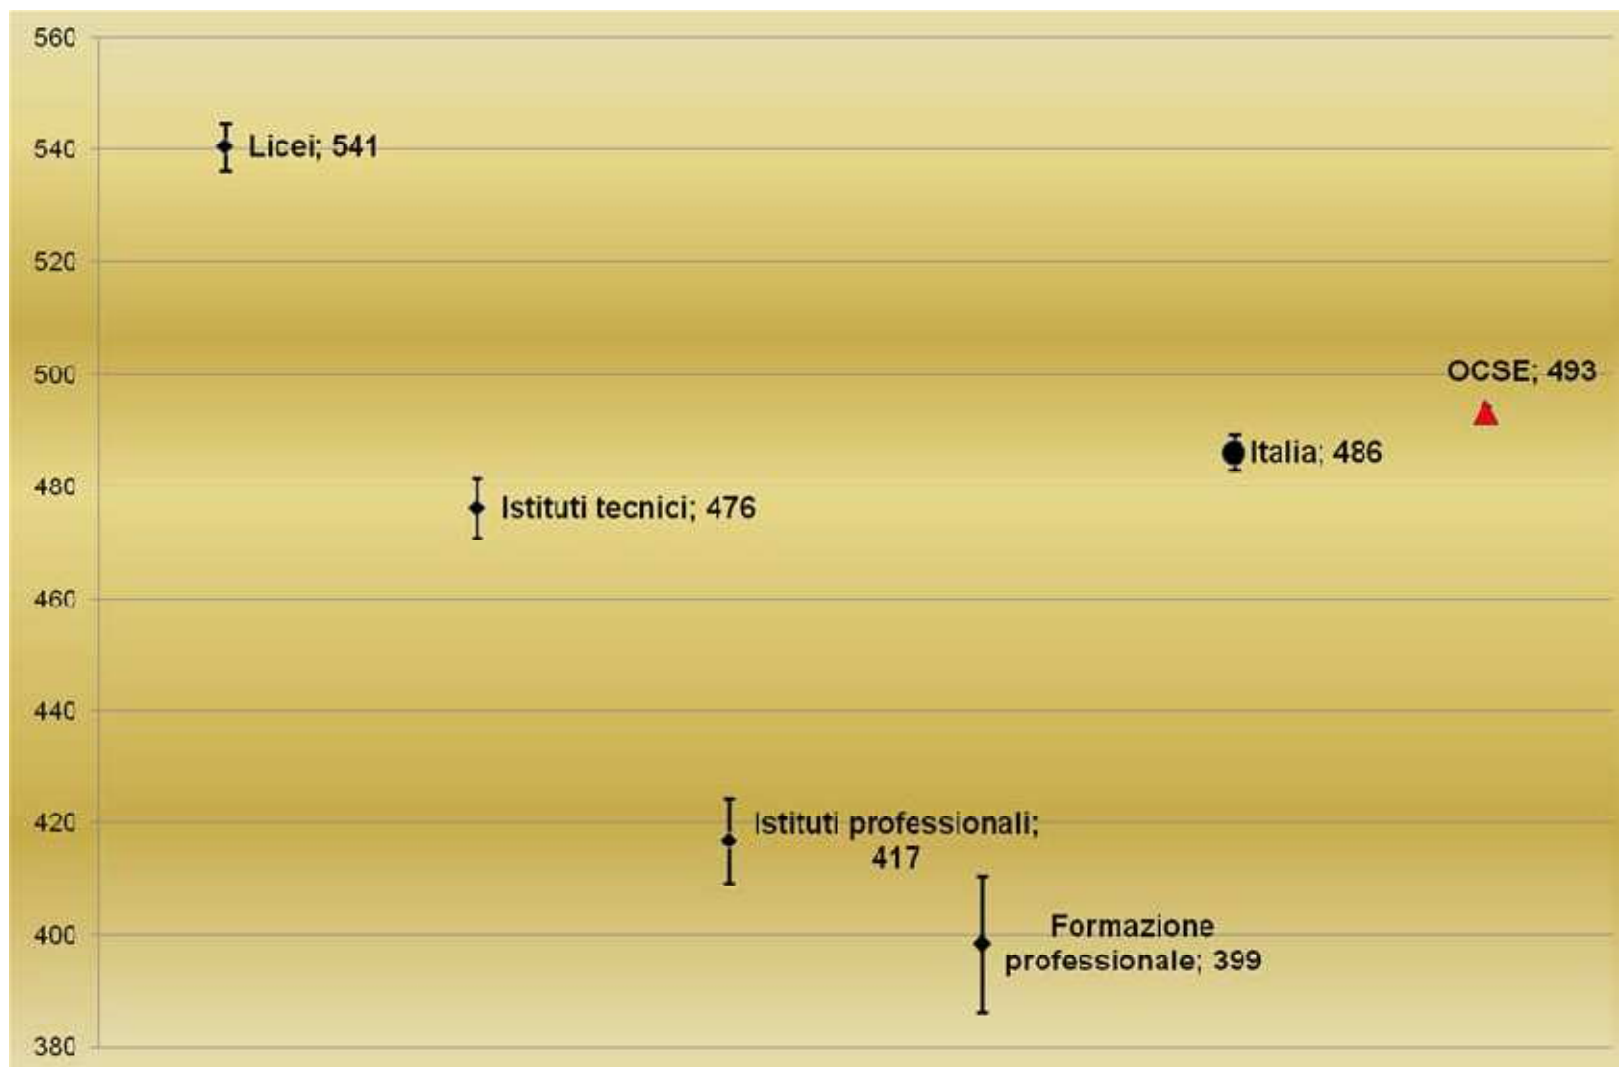 560
540
520
500
480
460
440
420
400
380
Licei; 541
Istituti tecnici; 476
Istituti professionali;
417
Formazione
professionale; 399
Italia; 486
OCSE; 493